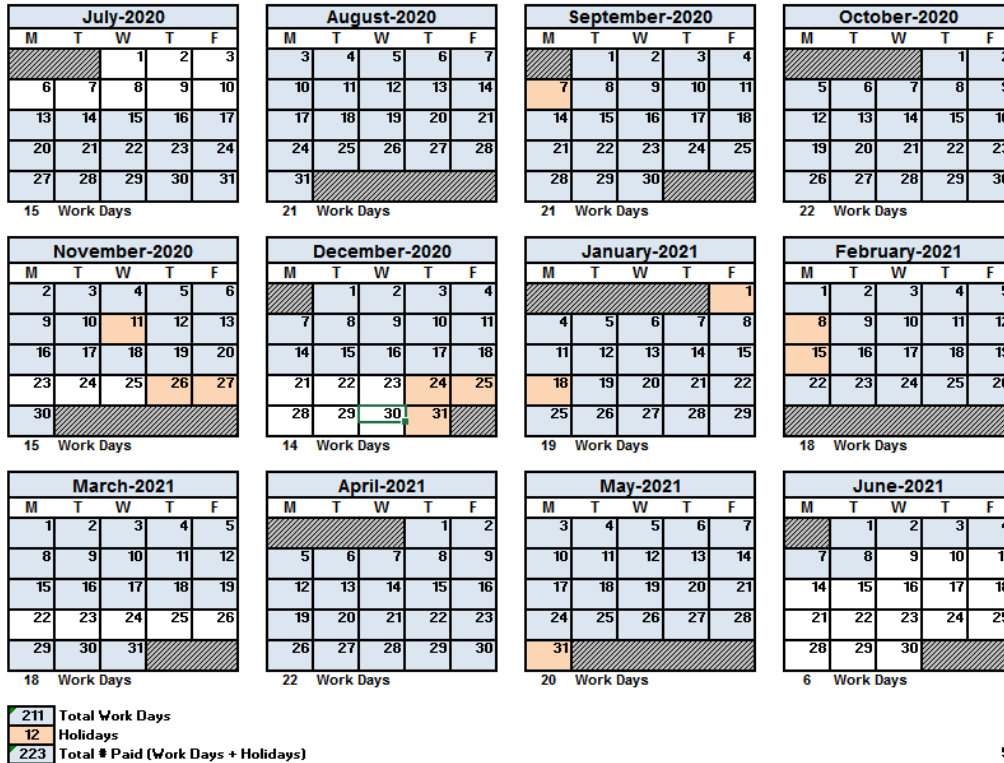 July-2020
M T W T F
1 2 3
6 7 8 9 10
13 14 15 16 17
20 21 22 23 24
27 28 29 30 31
15 Work Days
August-2020
M T W T F
3 4 5 6 7
10 11 12 13 14
17 18 19 20 21
24 25 26 27 28
31
21 Work Days
September-2020
M T W T F
1 2 3 4
7 8 9 10 11
14 15 16 17 18
21 22 23 24 25
28 29 30
21 Work Days
October-2020
M T W T F
1 2
5 6 7 8 9
12 13 14 15 16
19 20 21 22 23
26 27 28 29 30
22 Work Days
November-2020
M T W T F
2 3 4 5 6
9 10 11 12 13
16 17 18 19 20
23 24 25 26 27
30
15 Work Days
December-2020
M T W T F
1 2 3 4
7 8 9 10 11
14 15 16 17 18
21 22 23 24 25
28 29 30 31
14 Work Days
January-2021
M T W T F
1
4 5 6 7 8
11 12 13 14 15
18 19 20 21 22
25 26 27 28 29
19 Work Days
February-2021
M T W T F
1 2 3 4 5
8 9 10 11 12
15 16 17 18 19
22 23 24 25 26
18 Work Days
March-2021
M T W T F
1 2 3 4 5
8 9 10 11 12
15 16 17 18 19
22 23 24 25 26
29 30 31
18 Work Days
April-2021
M T W T F
1 2
5 6 7 8 9
12 13 14 15 16
19 20 21 22 23
26 27 28 29 30
22 Work Days
May-2021
M T W T F
3 4 5 6 7
10 11 12 13 14
17 18 19 20 21
24 25 26 27 28
31
20 Work Days
June-2021
M T W T F
1 2 3 4
7 8 9 10 11
14 15 16 17 18
21 22 23 24 25
28 29 30
6 Work Days
211 Total Work Days
12 Holidays
223 Total # Paid (Work Days + Holidays)